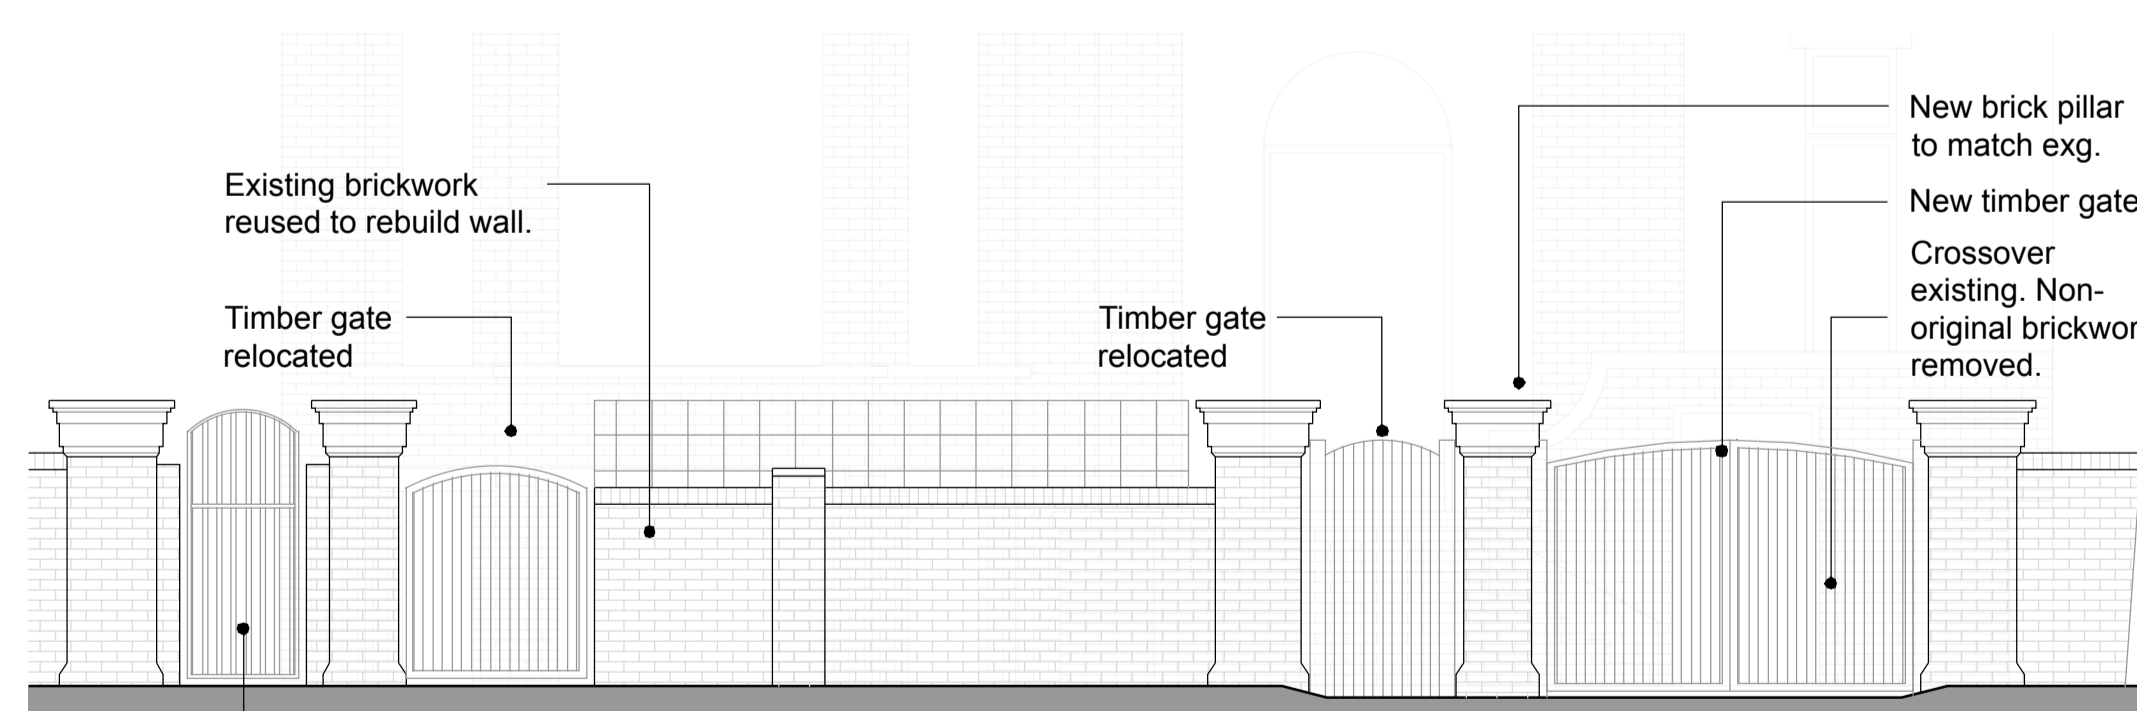 Existing brickwork
reused to rebuild wall.
Timber gate
relocated
Timber gate
relocated
New brick pillar
to match exg.
New timber gate
Crossover
existing. Non-
original brickwor
removed.